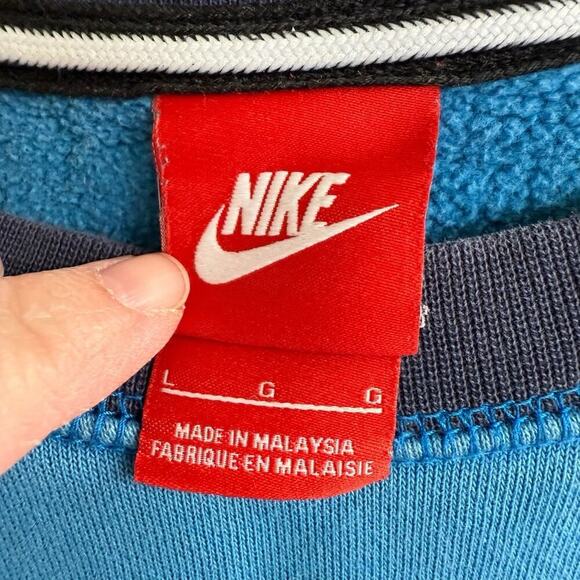 NIKE
L G G
MADE IN MALAYSIA
FABRIQUE EN MALAISIE